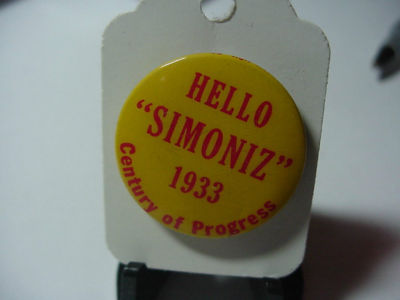 HELLO
“SIMONIZ”
1933
Century of Progress